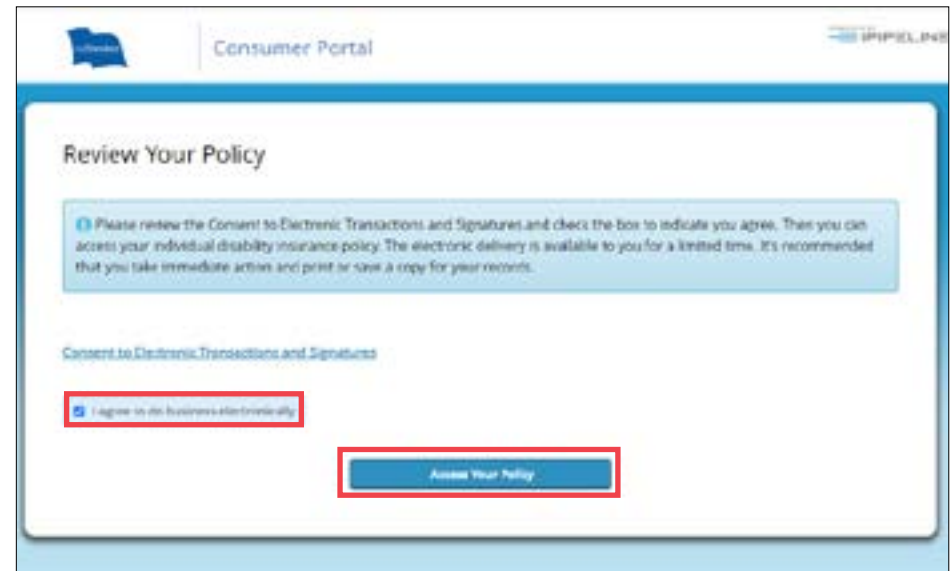 Consumer Portal
iPIPELINE
Review Your Policy
Please review the Consent to Electronic Transactions and Signatures and check the box to indicate you agree. Then you can
access your individual disability insurance policy. The electronic delivery is available to you for a limited time. It's recommended
that you take immediate action and print or save a copy for your records.
Consent to Electronic Transactions and Signatures
I agree to do business electronically
Access Your Policy